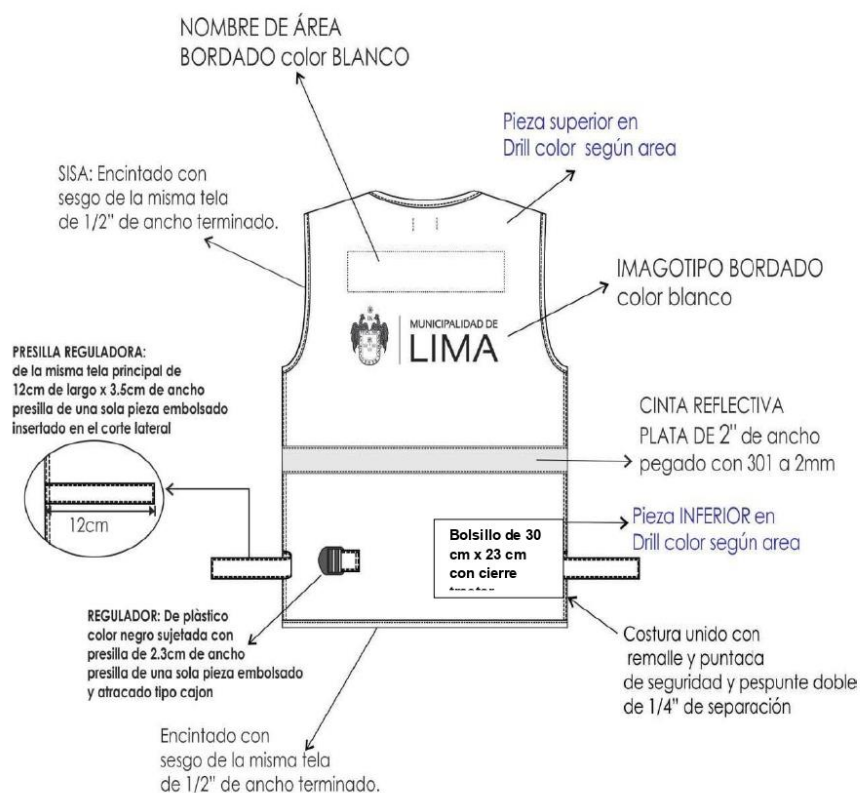 NOMBRE DE ÁREA
BORDADO color BLANCO
Pieza superior en
Drill color según area
SISA: Encintado con
sesgo de la misma tela
de 1/2" de ancho terminado.
IMAGOTIPO BORDADO
color blanco
MUNICIPALIDAD DE
LIMA
PRESILLA REGULADORA:
de la misma tela principal de
12cm de largo x 3.5cm de ancho
presilla de una sola pieza embolsado
insertado en el corte lateral
12cm
CINTA REFLECTIVA
PLATA DE 2" de ancho
pegado con 301 a 2mm
Pieza INFERIOR en
Drill color según área
Bolsillo de 30
cm x 23 cm
con cierre
REGULADOR: De plàstico
color negro sujetada con
presilla de 2.3cm de ancho
presilla de una sola pieza embolsado
y atracado tipo cajon
Costura unido con
remalle y puntaca
de seguridad y pespunte doble
de 1/4" de separación
Encintado con
sesgo de la misma tela
de 1/2" de ancho terminado.